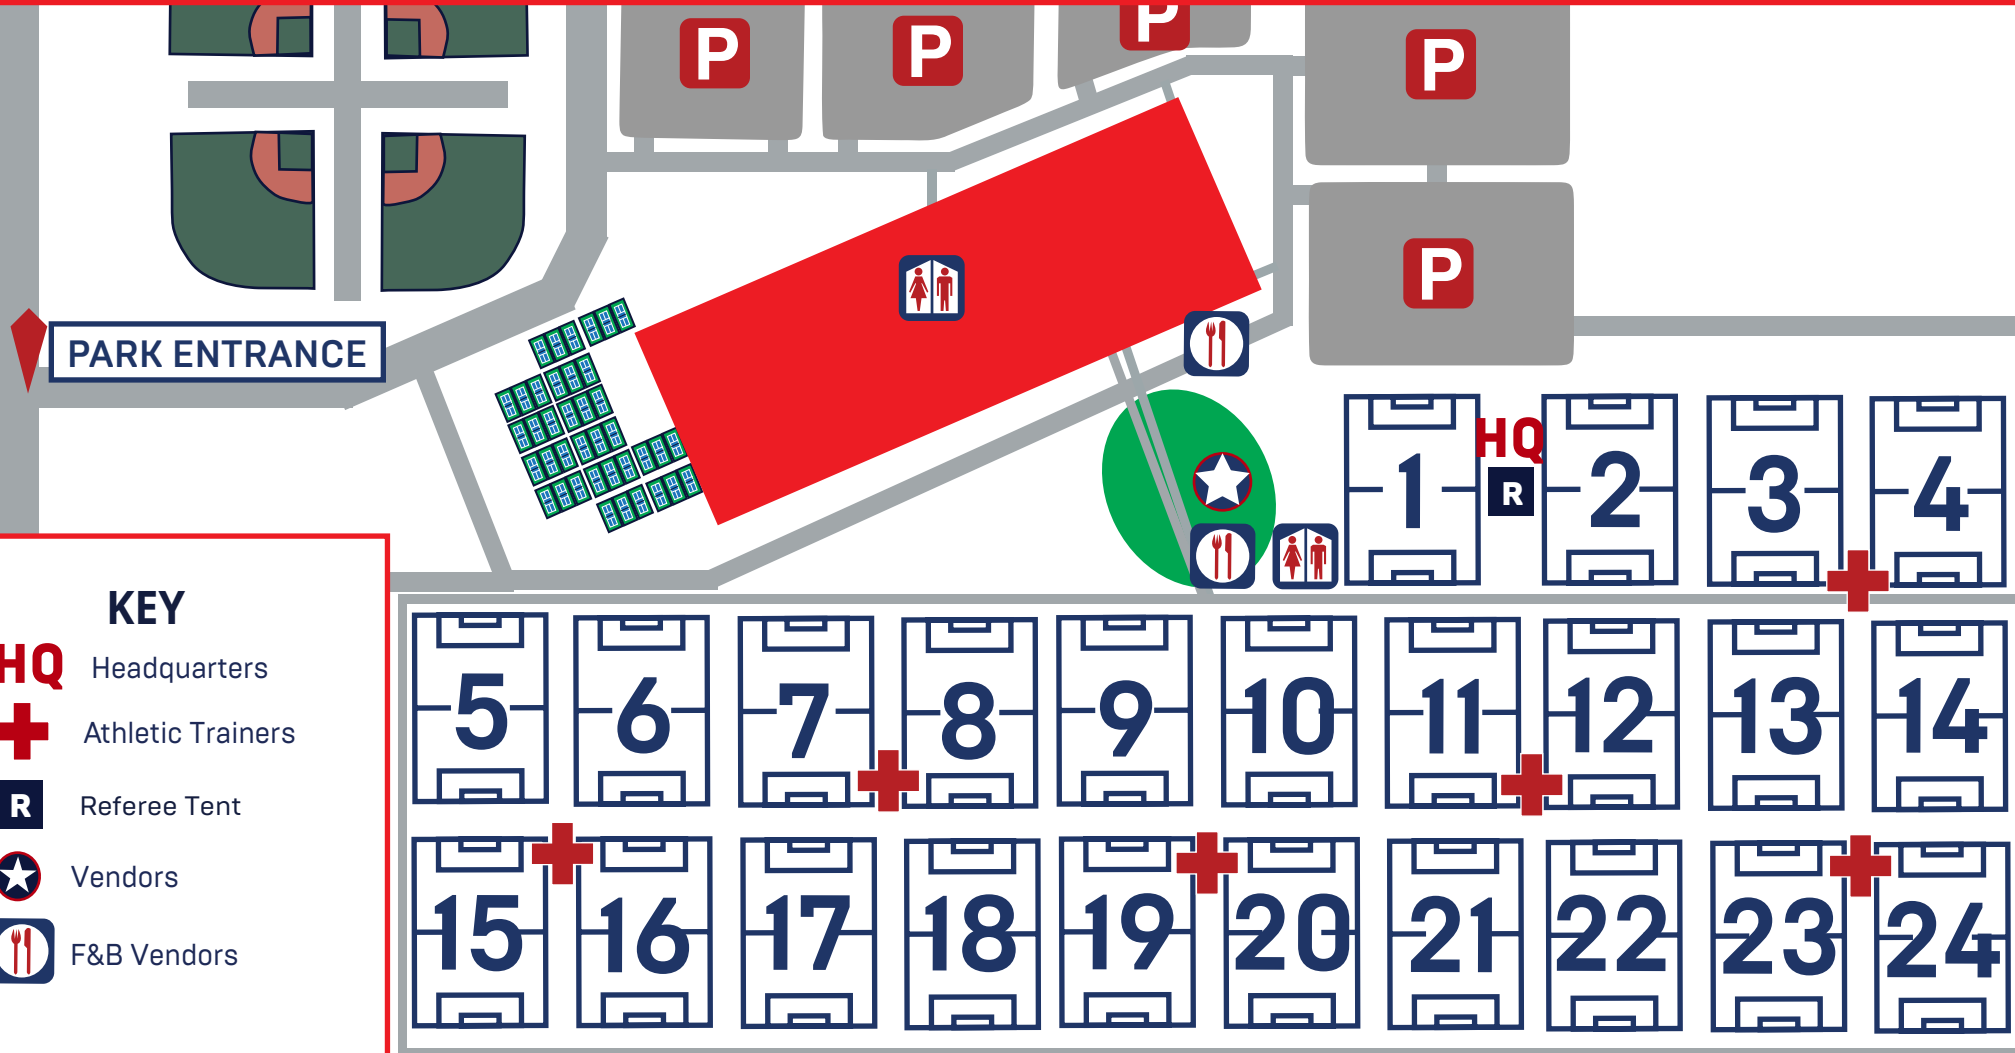 P
P
P
P
P
PARK ENTRANCE
HQ
R
1
2
3
4
KEY
HQ Headquarters
Athletic Trainers
R Referee Tent
Vendors
F&B Vendors
5
6
7
8
9
10
11
12
13
14
15
16
17
18
19
20
21
22
23
24